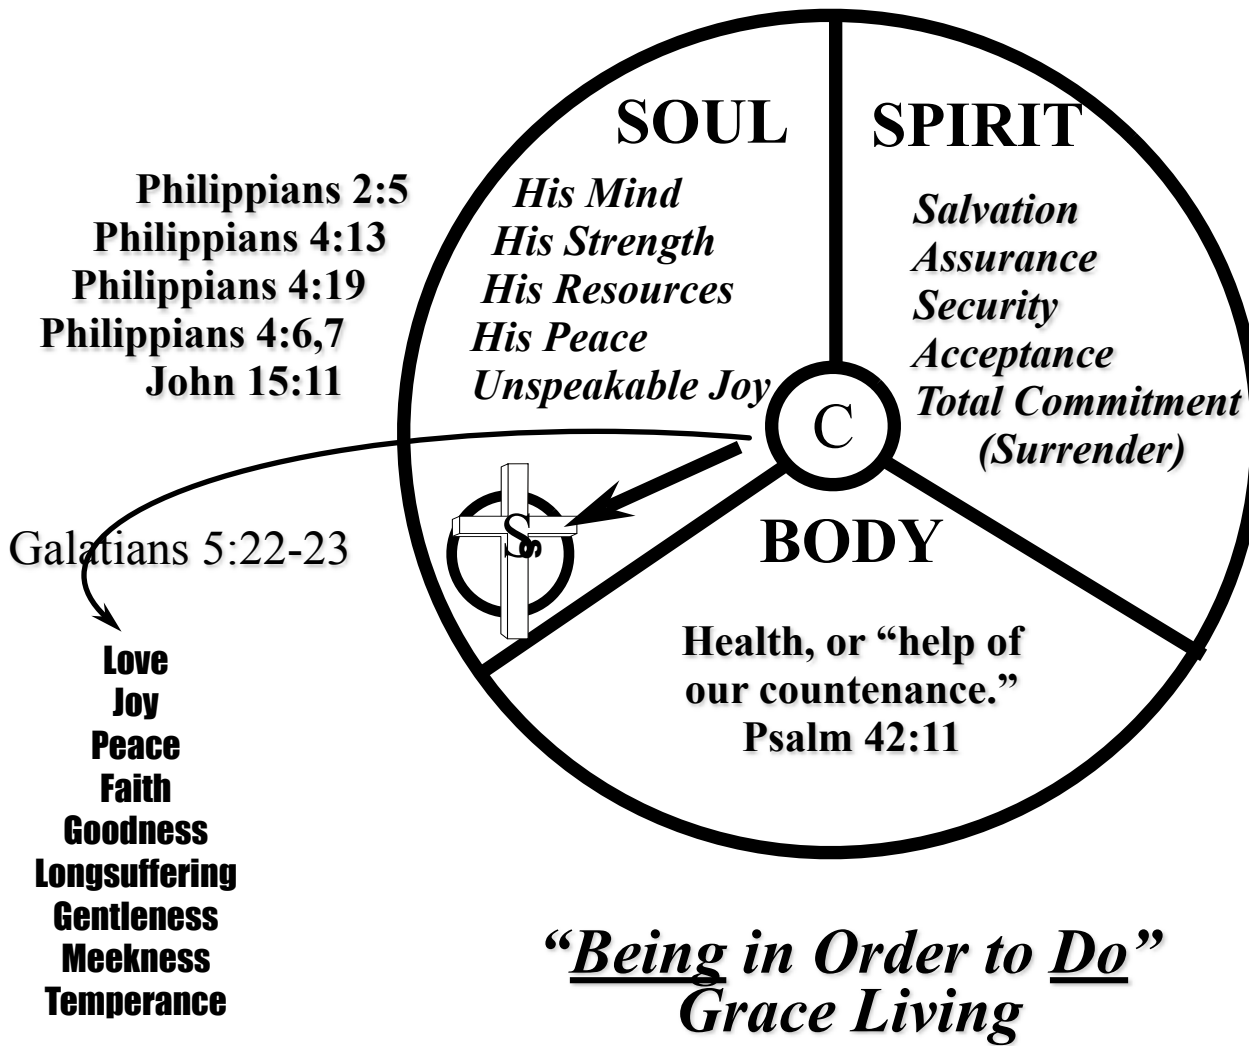 SOUL
His Mind
His Strength
His Resources
His Peace
Unspeakable Joy
SPIRIT
Salvation
Assurance
Security
Acceptance
Total Commitment
(Surrender)
Philippians 2:5
Philippians 4:13
Philippians 4:19
Philippians 4:6,7
John 15:11
C
S
s
BODY
Health, or “help of
our countenance.”
Psalm 42:11
Galatians 5:22-23
Love
Joy
Peace
Faith
Goodness
Longsuffering
Gentleness
Meekness
Temperance
“Being in Order to Do”
Grace Living